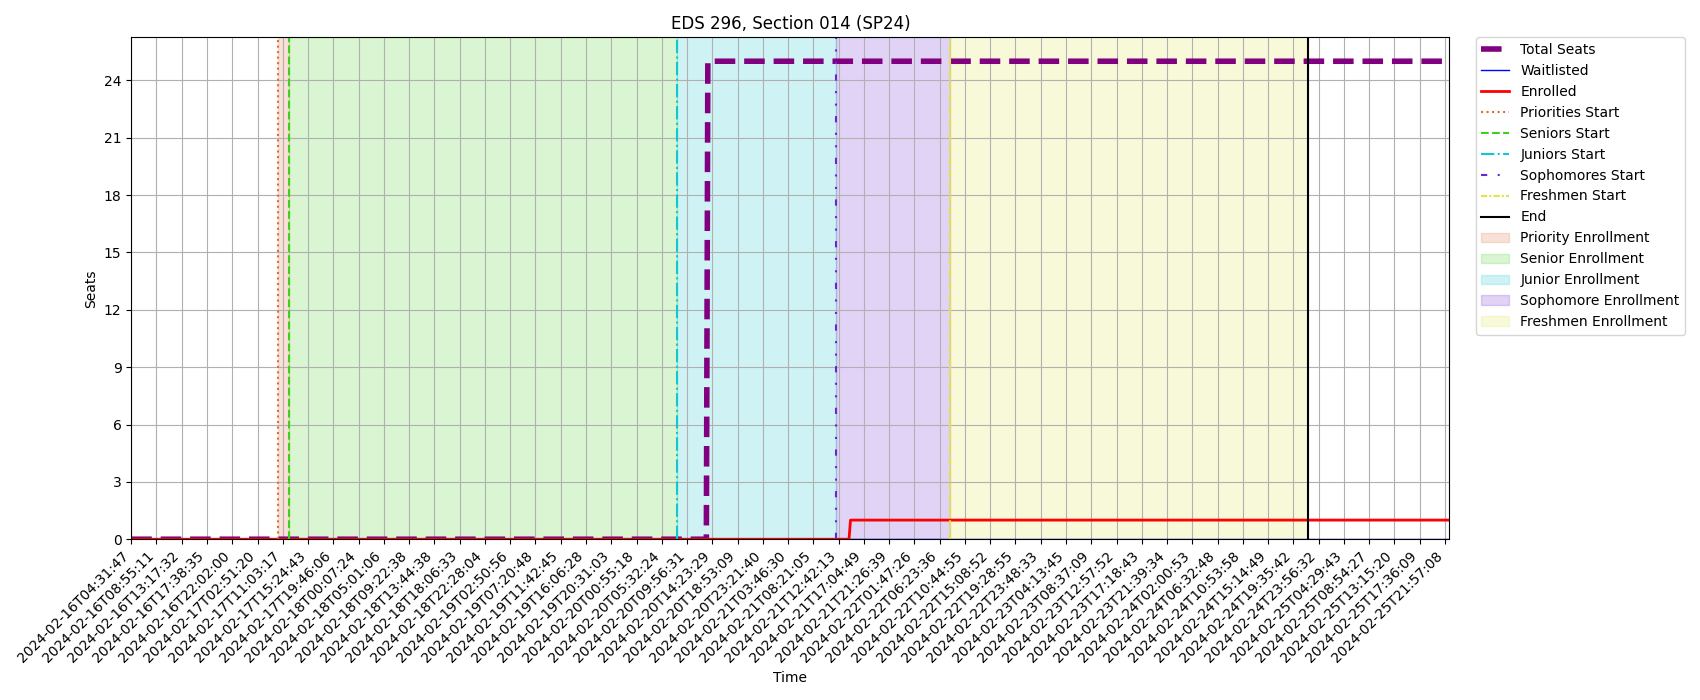 EDS 296, Section 014 (SP24)
Total Seats
Waitlisted
Enrolled
Priorities Start
Seniors Start
Juniors Start
Sophomores Start
Freshmen Start
End
Priority Enrollment
Senior Enrollment
Junior Enrollment
Sophomore Enrollment
Freshmen Enrollment
Seats
24
21
18
15
12
9
6
3
0
2024-02-16T04:31:47
2024-02-16T08:55:11
2024-02-16T13:17:32
2024-02-16T17:38:35
2024-02-16T22:02:00
2024-02-17T02:51:20
2024-02-17T11:03:17
2024-02-17T15:24:43
2024-02-17T19:46:06
2024-02-18T00:07:24
2024-02-18T05:01:06
2024-02-18T09:22:38
2024-02-18T13:44:38
2024-02-18T18:06:33
2024-02-18T22:28:04
2024-02-19T02:50:56
2024-02-19T07:20:48
2024-02-19T11:42:45
2024-02-19T16:06:28
2024-02-19T20:31:03
2024-02-20T00:55:18
2024-02-20T05:32:24
2024-02-20T09:56:31
2024-02-20T14:23:29
2024-02-20T18:53:09
2024-02-20T23:21:40
2024-02-21T03:46:30
2024-02-21T08:21:05
2024-02-21T12:42:13
2024-02-21T17:04:49
2024-02-21T21:26:39
2024-02-22T01:47:26
2024-02-22T06:23:36
2024-02-22T10:44:55
2024-02-22T15:08:52
2024-02-22T19:28:55
2024-02-22T23:48:33
2024-02-23T04:13:45
2024-02-23T08:37:09
2024-02-23T12:57:52
2024-02-23T17:18:43
2024-02-23T21:39:34
2024-02-24T02:00:53
2024-02-24T06:32:48
2024-02-24T10:53:58
2024-02-24T15:14:49
2024-02-24T19:35:42
2024-02-24T23:56:32
2024-02-25T04:29:43
2024-02-25T08:54:27
2024-02-25T13:15:20
2024-02-25T17:36:09
2024-02-25T21:57:08
Time